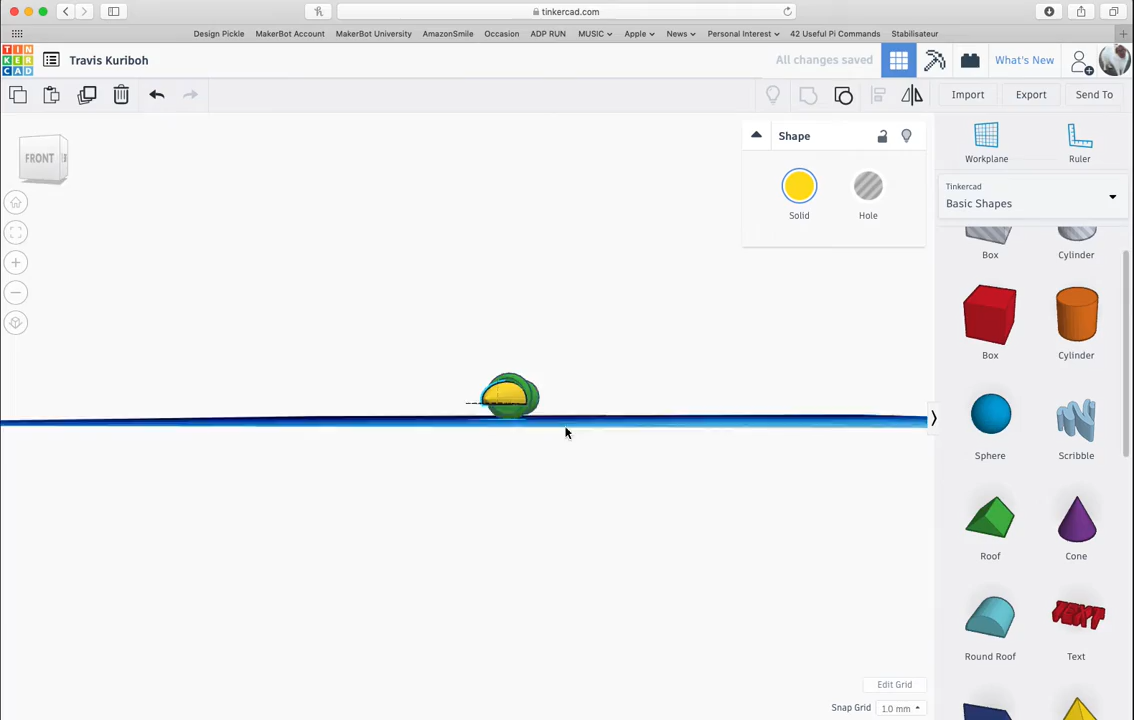 tinkercad.com
Design Pickle MakerBot Account MakerBot University AmazonSmile Occasion ADP RUN MUSIC Apple News Personal Interest 42 Useful Pi Commands Stabilisateur
TIN
KER
CAD
Travis Kuriboh
All changes saved
What's New
Import
Export
Send To
FRONT
Shape
Solid
Hole
Workplane
Ruler
Tinkercad
Basic Shapes
Box
Cylinder
Box
Cylinder
Sphere
Scribble
Roof
Cone
TEXT
Round Roof
Text
Edit Grid
Snap Grid 1.0 mm